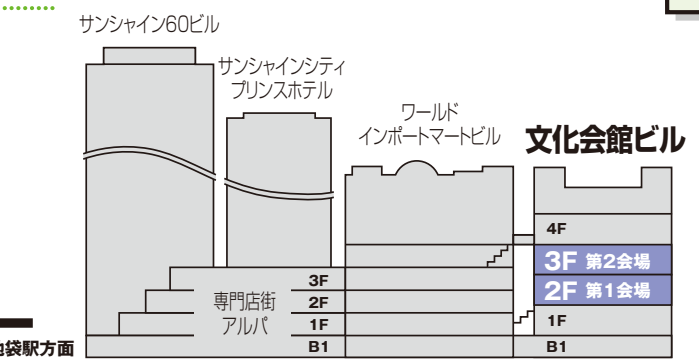 サンシャイン60ビル
サンシャインシティ
プリンスホテル
ワールド
インポートマートビル
文化会館ビル
4F
3F 第2会場
2F 第1会場
1F
B1
3F
2F
1F
B1
専門店街
アルパ
袋駅方面